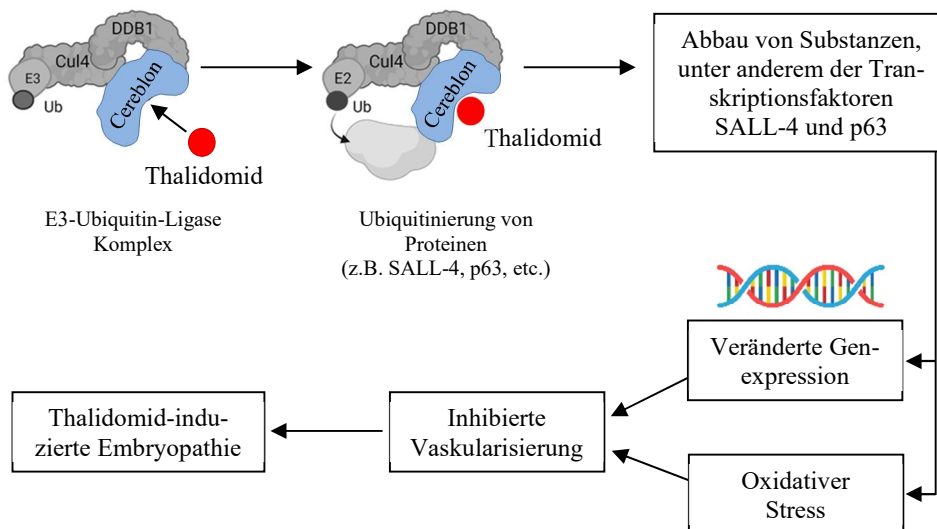 DDB1
Cul4
E3
Ub
Cereblon
Thalidomid
E3-Ubiquitin-Ligase
Komplex
DDB1
Cul4
E2
Ub
Cereblon
Thalidomid
Ubiquitinierung von
Proteinen
(z.B. SALL-4, p63, etc.)
Abbau von Substanzen,
unter anderem der Tran-
skriptionsfaktoren
SALL-4 und p63
Veränderte Gen-
expression
Thalidomid-indu-
zierte Embryopathie
Inhibierte
Vaskularisierung
Oxidativer
Stress